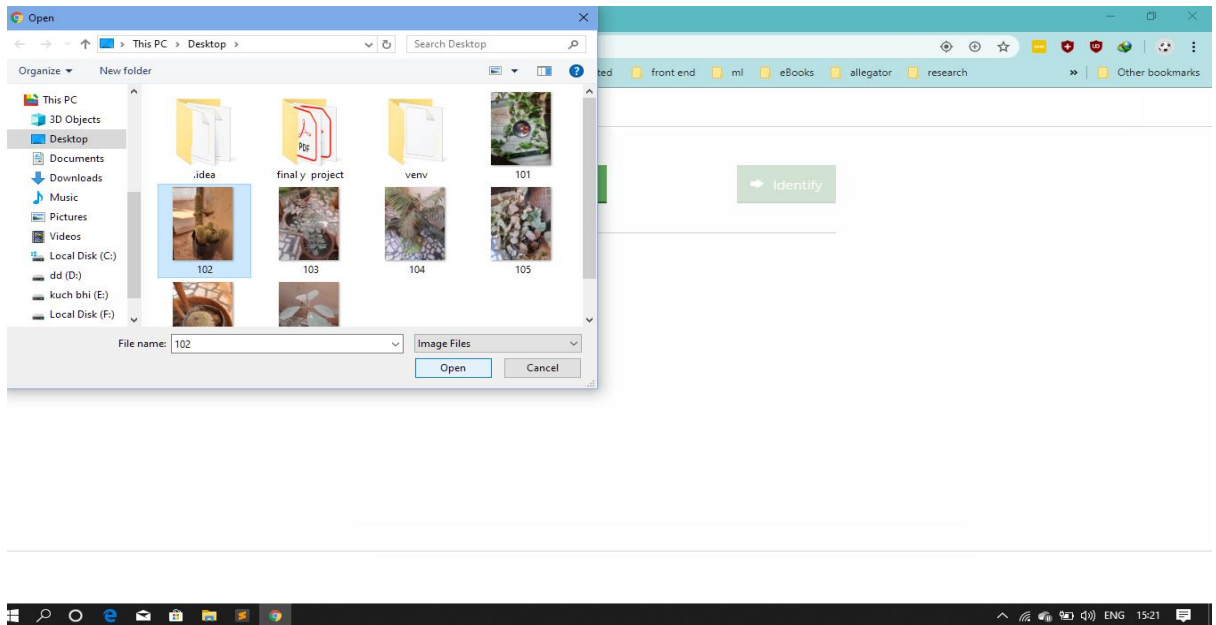 Open
This PC > Desktop >
Search Desktop
Organize
New folder
?
ted
front end
ml
eBooks
allegator
research
»
Other bookmarks
This PC
3D Objects
Desktop
Documents
Downloads
Music
Pictures
Videos
Local Disk (C:)
dd (D:)
kuch bhi (E:)
Local Disk (F:)
.idea
PDF
final y project
venv
101
102
103
104
105
Identify
File name: 102
Image Files
Open
Cancel
ENG 15:21